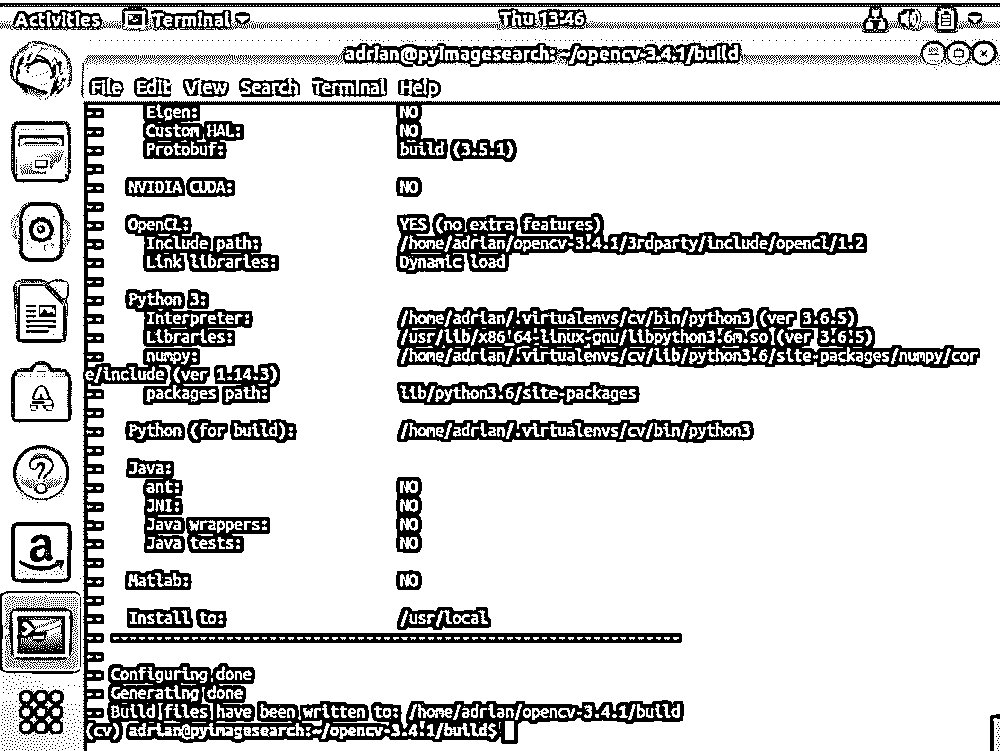 Activities Terminal Thu 13:46
adrian@pyimagesearch: ~/opencv-3.4.1/build
File Edit View Search Terminal Help
-- Eigen: NO
-- Custom HAL: NO
-- Protobuf: build (3.5.1)
--
-- NVIDIA CUDA: NO
--
-- OpenCL: YES (no extra features)
-- Include path: /home/adrian/opencv-3.4.1/3rdparty/include/opencl/1.2
-- Link libraries: Dynamic load
--
-- Python 3:
-- Interpreter: /home/adrian/.virtualenvs/cv/bin/python3 (ver 3.6.5)
-- Libraries: /usr/lib/x86_64-linux-gnu/libpython3.6m.so (ver 3.6.5)
-- numpy: /home/adrian/.virtualenvs/cv/lib/python3.6/site-packages/numpy/cor
e/include (ver 1.14.3)
-- packages path: lib/python3.6/site-packages
--
-- Python (for build): /home/adrian/.virtualenvs/cv/bin/python3
--
-- Java:
-- ant: NO
-- JNI: NO
-- Java wrappers: NO
-- Java tests: NO
--
-- Matlab: NO
--
-- Install to: /usr/local
-- -----------------------------------------------------------------
--
-- Configuring done
-- Generating done
-- Build files have been written to: /home/adrian/opencv-3.4.1/build
(cv) adrian@pyimagesearch:~/opencv-3.4.1/build$